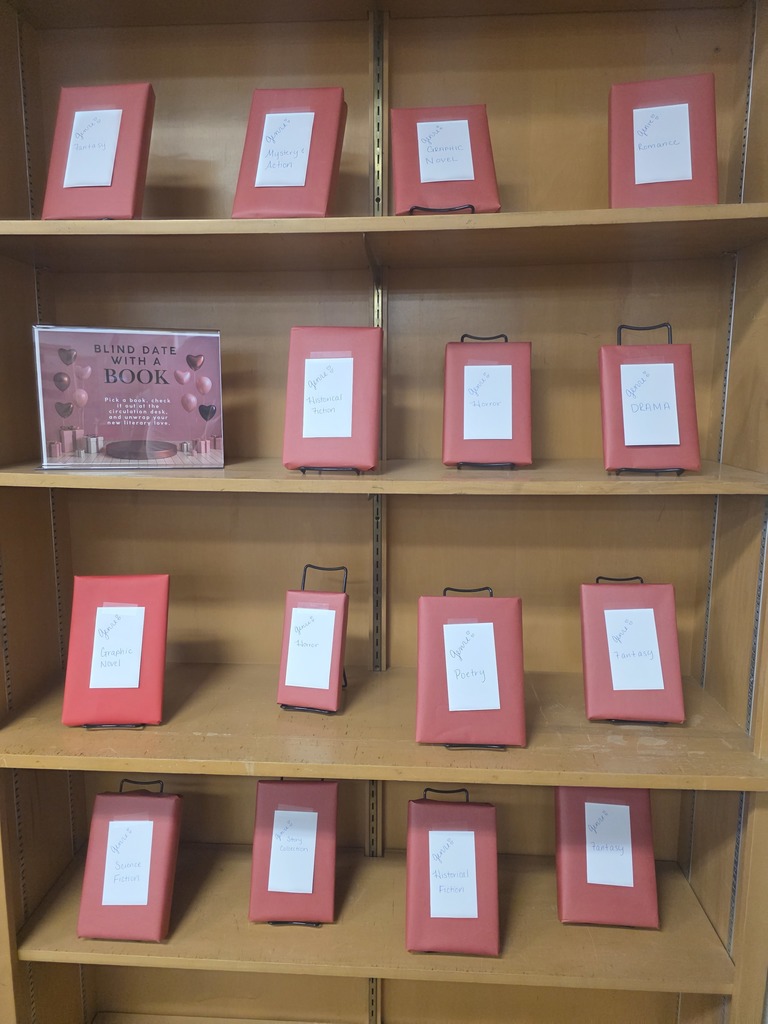 Genre:
Fantasy
Genre:
Mystery &
Action
Genre:
GRAPHIC
NOVEL
Genre:
Romance
BLIND DATE
WITH A
BOOK
Pick a book, check
it out at the
circulation desk,
and unwrap your
new literary love.
Genre:
Historical
Fiction
Genre:
Horror
Genre:
DRAMA
Genre:
Graphic
Novel
Genre:
Horror
Genre:
Poetry
Genre:
Fantasy
Genre:
Science
Fiction
Genre:
Story
Collection
Genre:
Historical
Fiction
Genre:
Fantasy